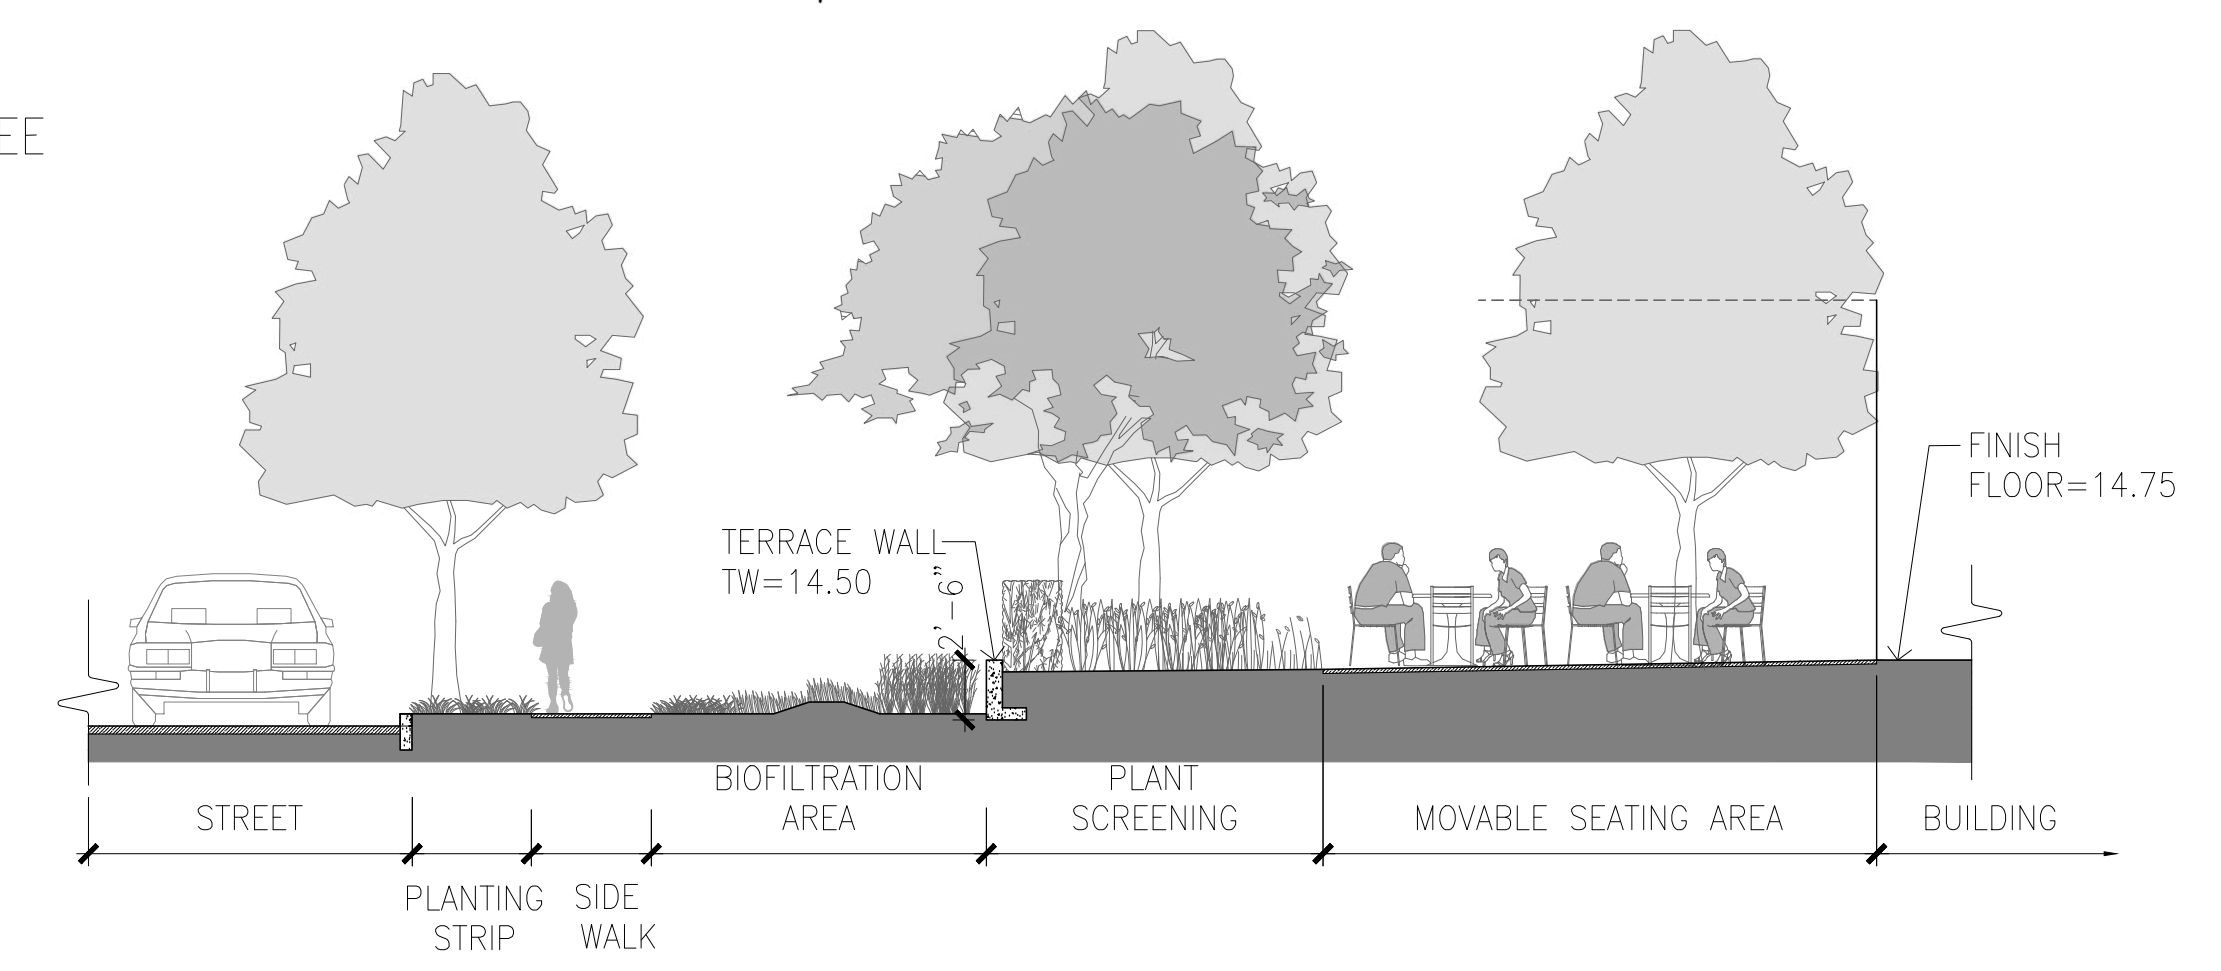 EE
FINISH
FLOOR=14.75
TERRACE WALL
TW=14.50
2'-6"
BIOFILTRATION
AREA
PLANT
SCREENING
STREET
MOVABLE SEATING AREA
BUILDING
PLANTING
STRIP
SIDE
WALK